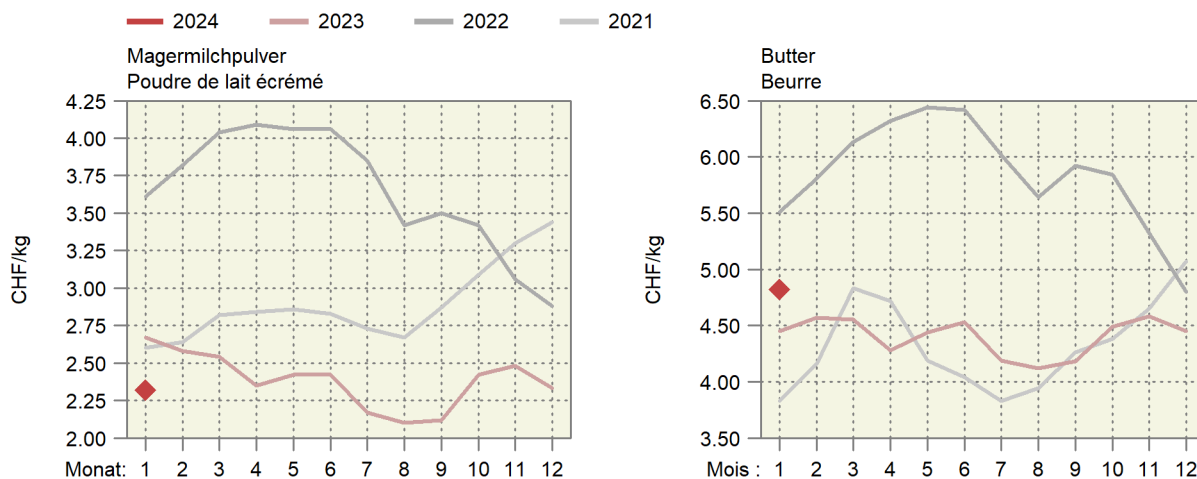 2024 2023 2022 2021
Magermilchpulver
Poudre de lait écrémé
CHF/kg
4.25
4.00
3.75
3.50
3.25
3.00
2.75
2.50
2.25
2.00
Monat: 1 2 3 4 5 6 7 8 9 10 11 12
Butter
Beurre
CHF/kg
6.50
6.00
5.50
5.00
4.50
4.00
3.50
Mois : 1 2 3 4 5 6 7 8 9 10 11 12